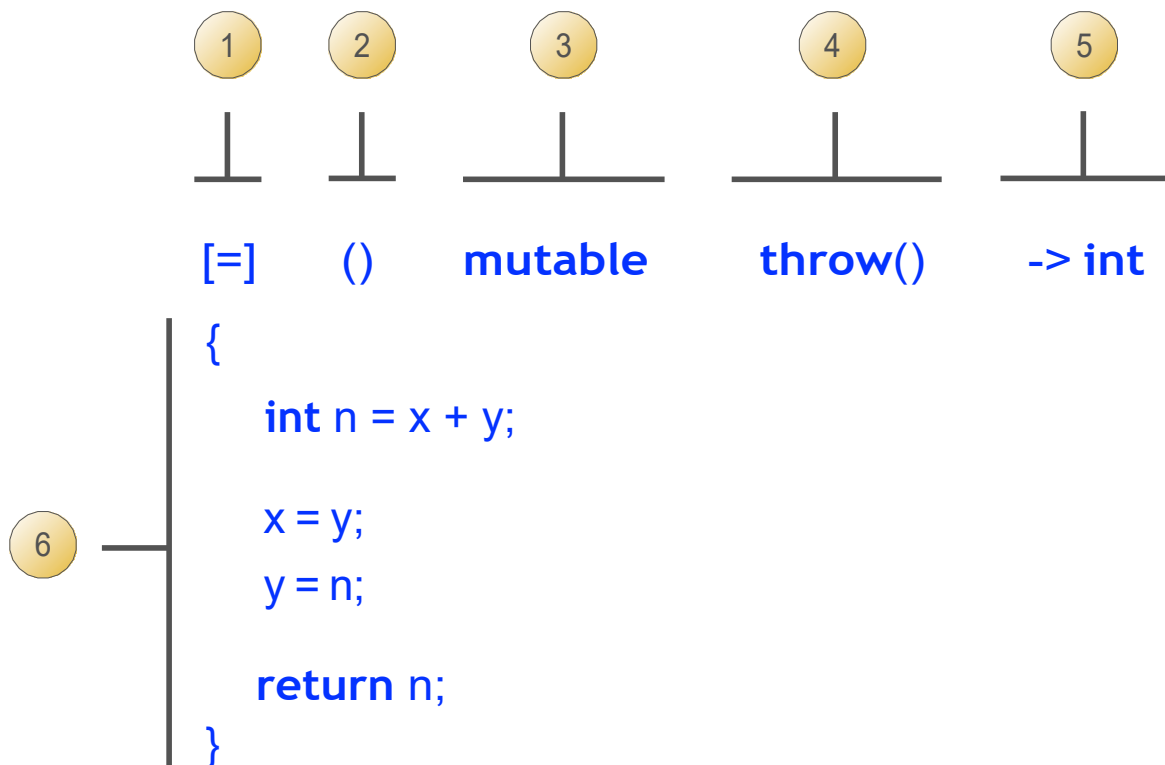 1 2 3 4 5
[=] () mutable throw() -> int
{
int n = x + y;
x = y;
6
y = n;
return n;
}